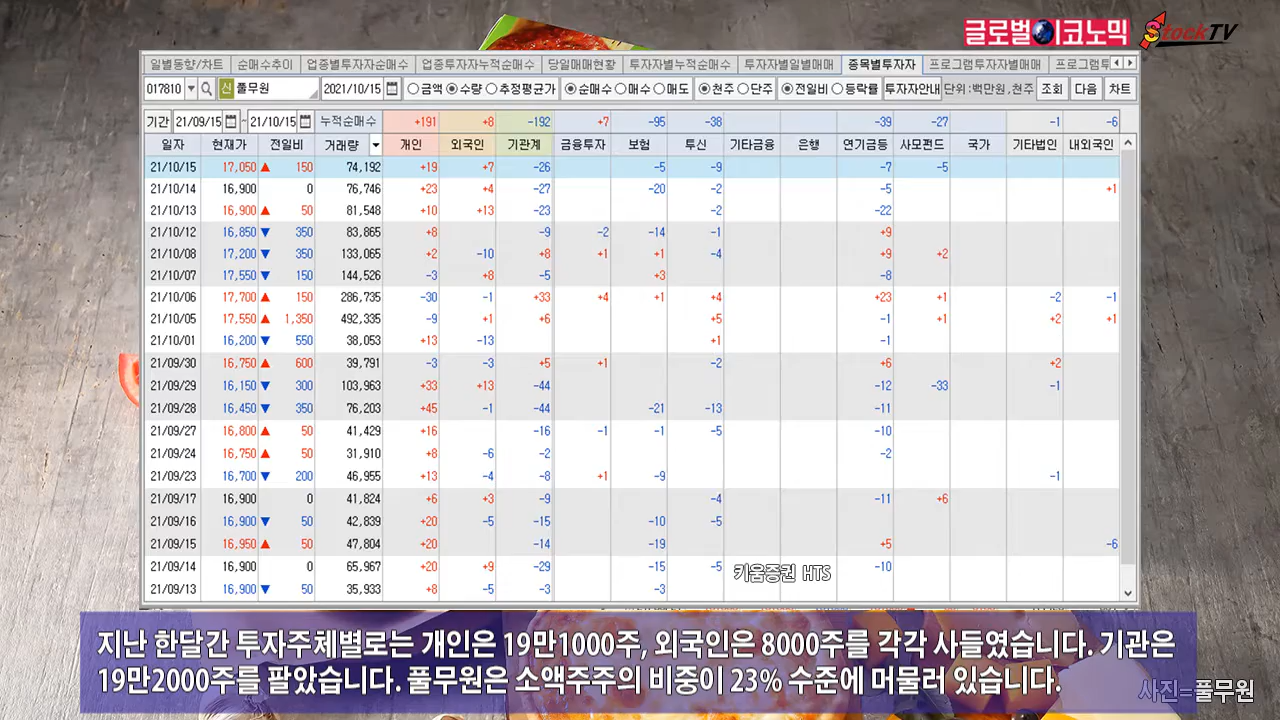 글로벌이코노믹 StockTV
일별동향/차트 순매수추이 업종별투자자순매수 업종투자자누적순매수 당일매매현황 투자자별누적순매수 투자자별일별매매 종목별투자자 프로그램투자자별매매 프로그램투
017810 신 풀무원 2021/10/15 금액 수량 추정평균가 순매수 매수 매도 천주 단주 전일비 등락률 투자자안내 단위:백만원,천주 조회 다음 차트
기간 21/09/15 ~ 21/10/15 누적순매수 +191 +8 -192 +7 -95 -38 -39 -27 -1 -6
일자 현재가 전일비 거래량 개인 외국인 기관계 금융투자 보험 투신 기타금융 은행 연기금등 사모펀드 국가 기타법인 내외국인
21/10/15 17,050 ▲ 150 74,192 +19 +7 -26 -5 -9 -7 -5
21/10/14 16,900 0 76,746 +23 +4 -27 -20 -2 -5 +1
21/10/13 16,900 ▲ 50 81,548 +10 +13 -23 -2 -22
21/10/12 16,850 ▼ 350 83,865 +8 -9 -2 -14 -1 +9
21/10/08 17,200 ▼ 350 133,065 +2 -10 +8 +1 +1 -4 +9 +2
21/10/07 17,550 ▼ 150 144,526 -3 +8 -5 +3 -8
21/10/06 17,700 ▲ 150 286,735 -30 -1 +33 +4 +1 +4 +23 +1 -2 -1
21/10/05 17,550 ▲ 1,350 492,335 -9 +1 +6 +5 -1 +1 +2 +1
21/10/01 16,200 ▼ 550 38,053 +13 -13 +1 -1
21/09/30 16,750 ▲ 600 39,791 -3 -3 +5 +1 -2 +6 +2
21/09/29 16,150 ▼ 300 103,963 +33 +13 -44 -12 -33 -1
21/09/28 16,450 ▼ 350 76,203 +45 -1 -44 -21 -13 -11
21/09/27 16,800 ▲ 50 41,429 +16 -16 -1 -1 -5 -10
21/09/24 16,750 ▲ 50 31,910 +8 -6 -2 -2
21/09/23 16,700 ▼ 200 46,955 +13 -4 -8 +1 -9 -1
21/09/17 16,900 0 41,824 +6 +3 -9 -4 -11 +6
21/09/16 16,900 ▼ 50 42,839 +20 -5 -15 -10 -5
21/09/15 16,950 ▲ 50 47,804 +20 -14 -19 +5 -6
21/09/14 16,900 0 65,967 +20 +9 -29 -15 -5 -10
21/09/13 16,900 ▼ 50 35,933 +8 -5 -3 -3
키움증권 HTS
지난 한달간 투자주체별로는 개인은 19만1000주, 외국인은 8000주를 각각 사들였습니다. 기관은
19만2000주를 팔았습니다. 풀무원은 소액주주의 비중이 23% 수준에 머물러 있습니다.
사진=풀무원